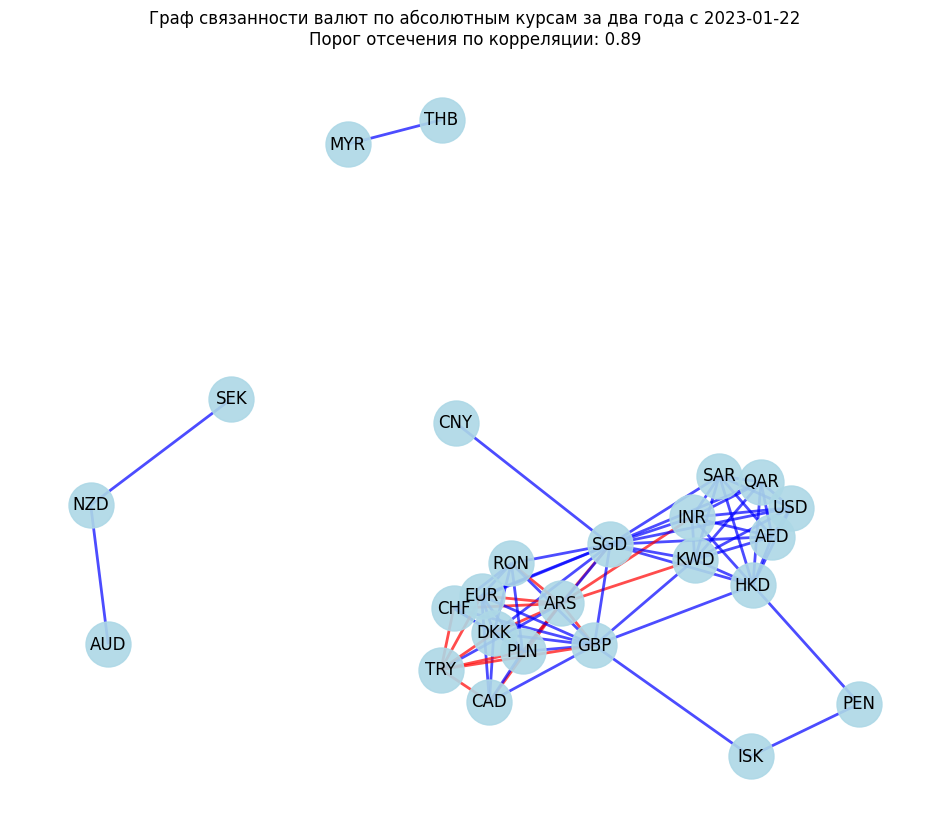 Граф связанности валют по абсолютным курсам за два года с 2023-01-22
Порог отсечения по корреляции: 0.89
THB
MYR
SEK
CNY
SAR
QAR
NZD
USD
INR
AED
SGD
KWD
RON
HKD
EUR
ARS
CHF
DKK
AUD
GBP
PLN
TRY
CAD
PEN
ISK